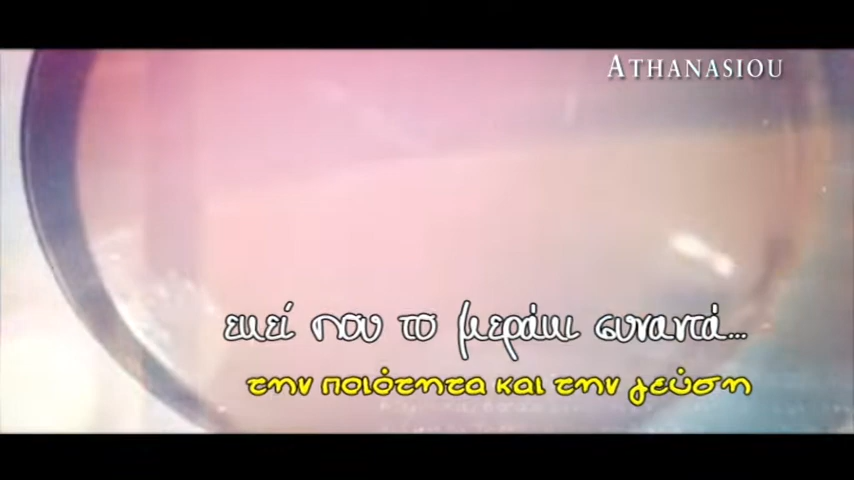 ATHANASIOU
εκεί που το μεράκι συναντά...
την ποιότητα και την γεύση